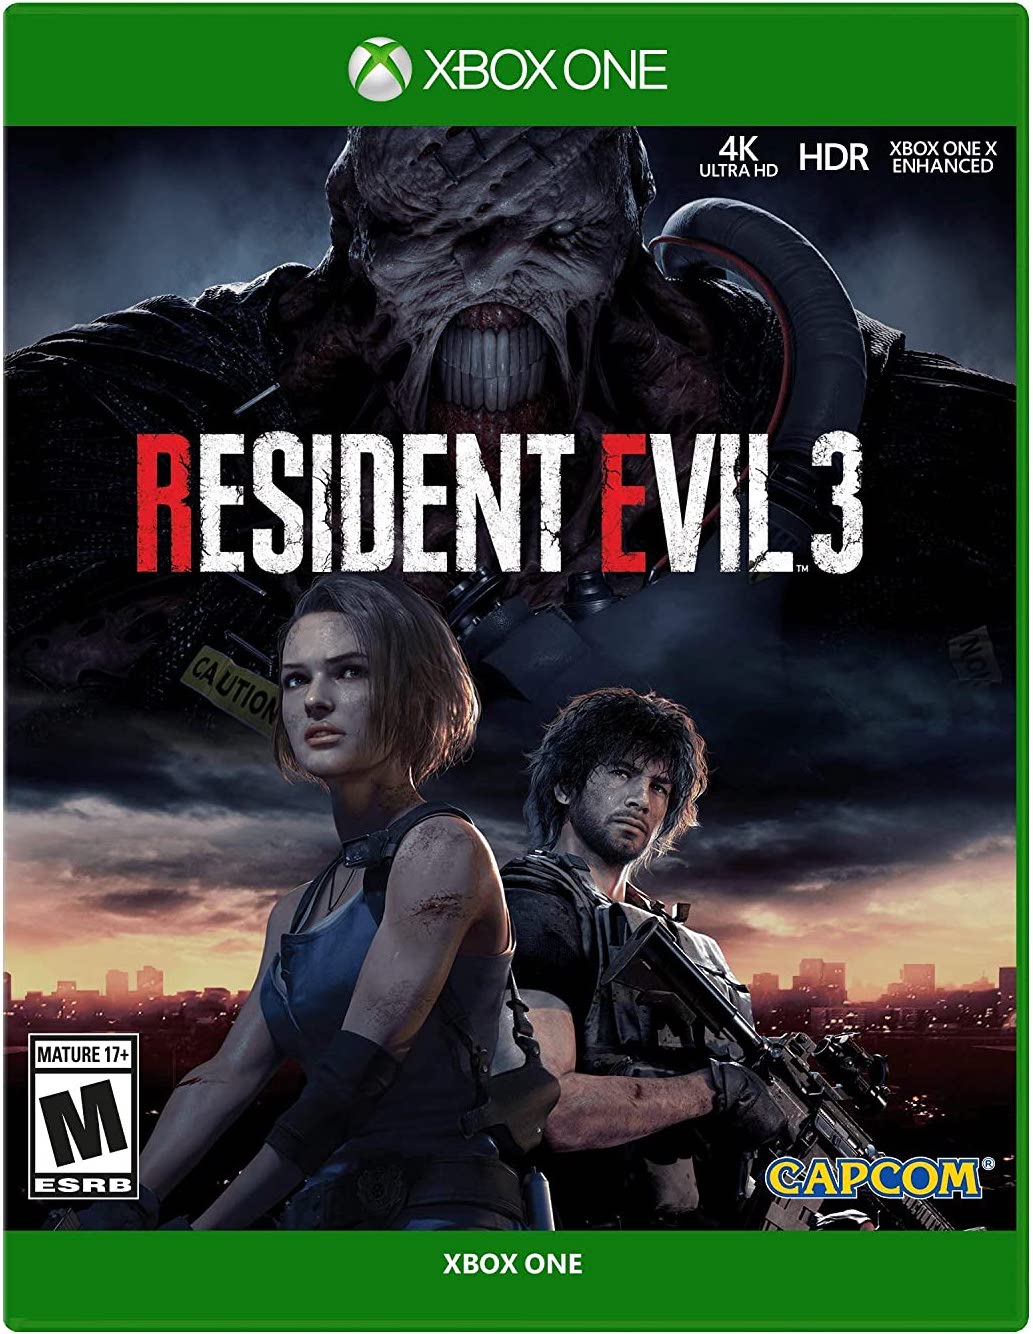 XBOX ONE
4K
ULTRA HD
HDR
XBOX ONE X
ENHANCED
RESIDENT EVIL 3
™
CAUTION
MATURE 17+
M
ESRB
CAPCOM®
XBOX ONE